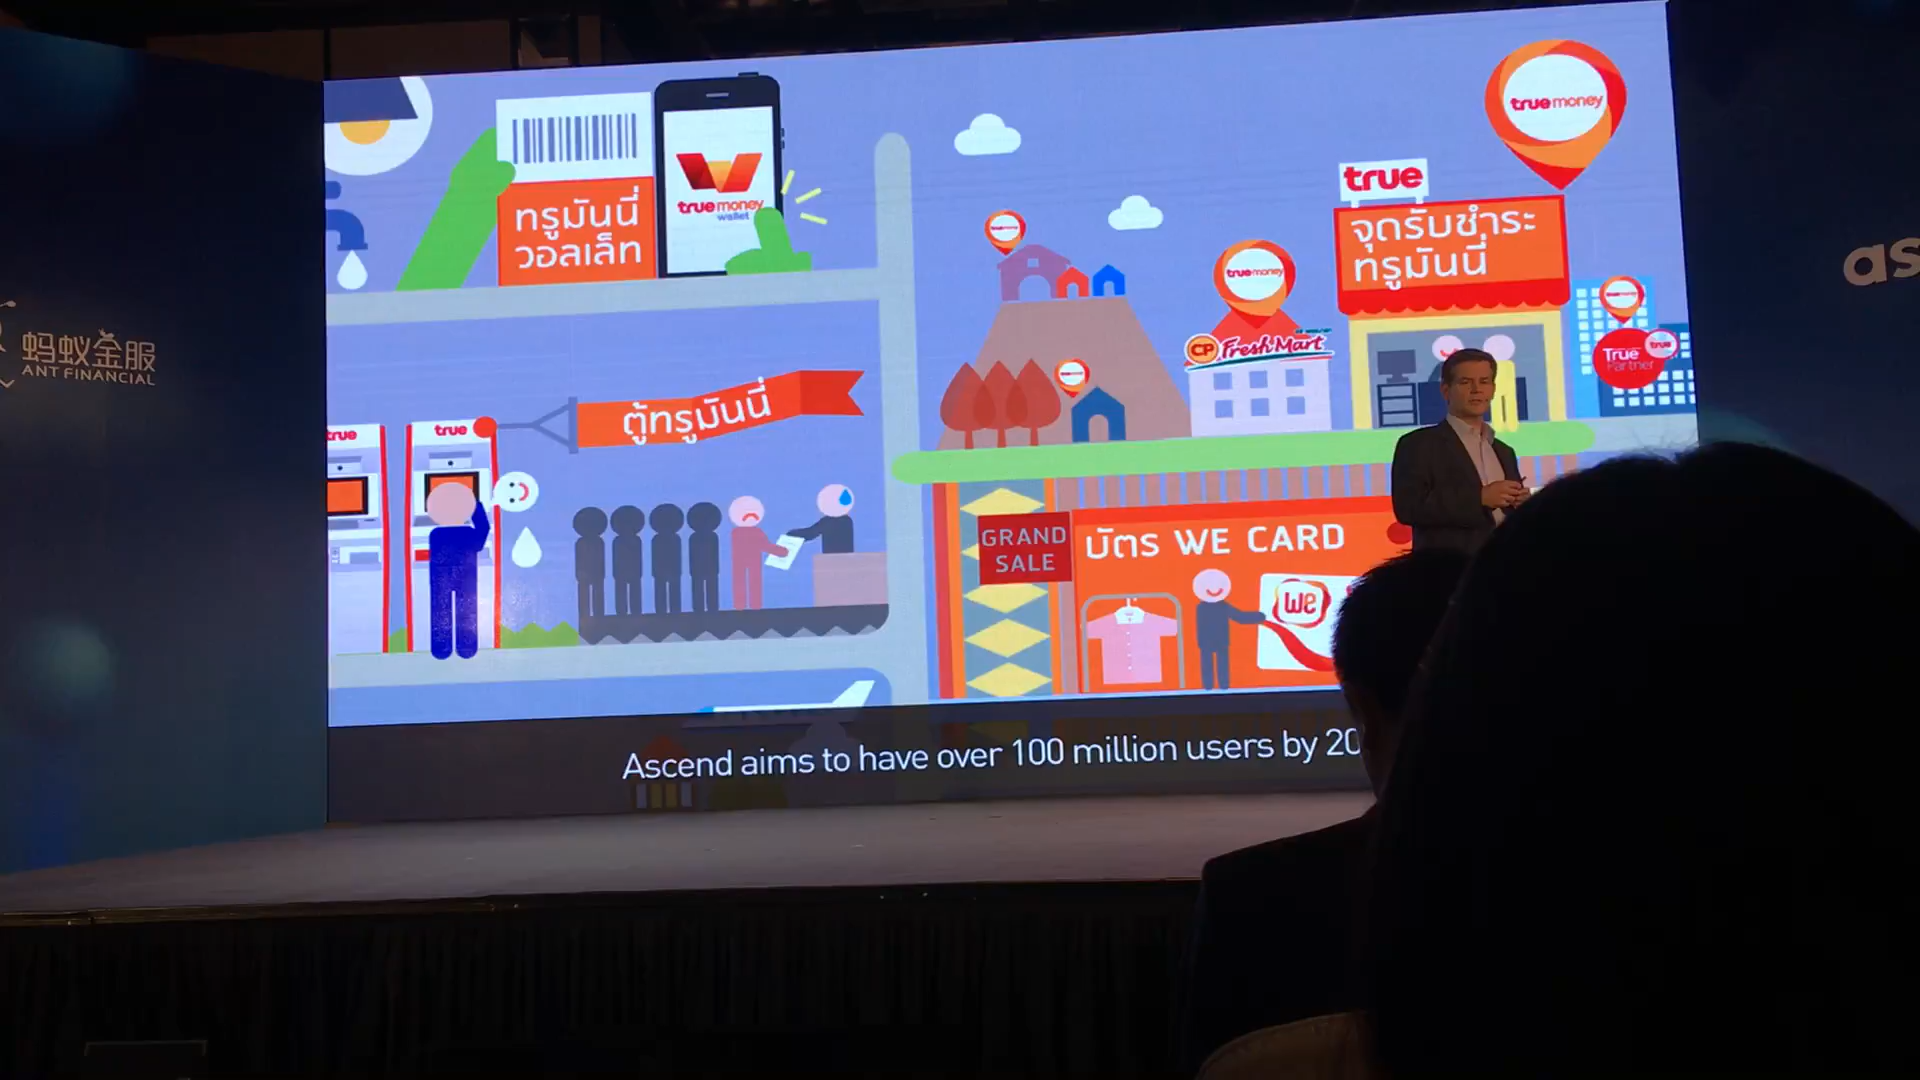 true money
true
จุดรับชำระ
ทรูมันนี่
ทรูมันนี่
วอลเล็ท
true money
wallet
true money
CP FreshMart
true
True
Partner
蚂蚁金服
ANT FINANCIAL
as
true
true
ตู้ทรูมันนี่
GRAND
SALE
บัตร WE CARD
We
Ascend aims to have over 100 million users by 20